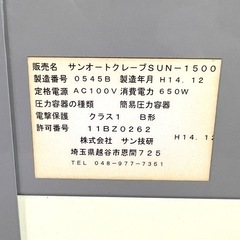 販売名 サンオートクレーブSUN-1500
製造番号 0545B 製造年月 H14.12
定格電源 AC100V 消費電力 650W
圧力容器の種類 簡易圧力容器
電撃保護 クラス1 B形
許可番号 11BZ0262
H14.12
株式会社 サン技研
埼玉県越谷市恩間725
TEL 048-977-7351